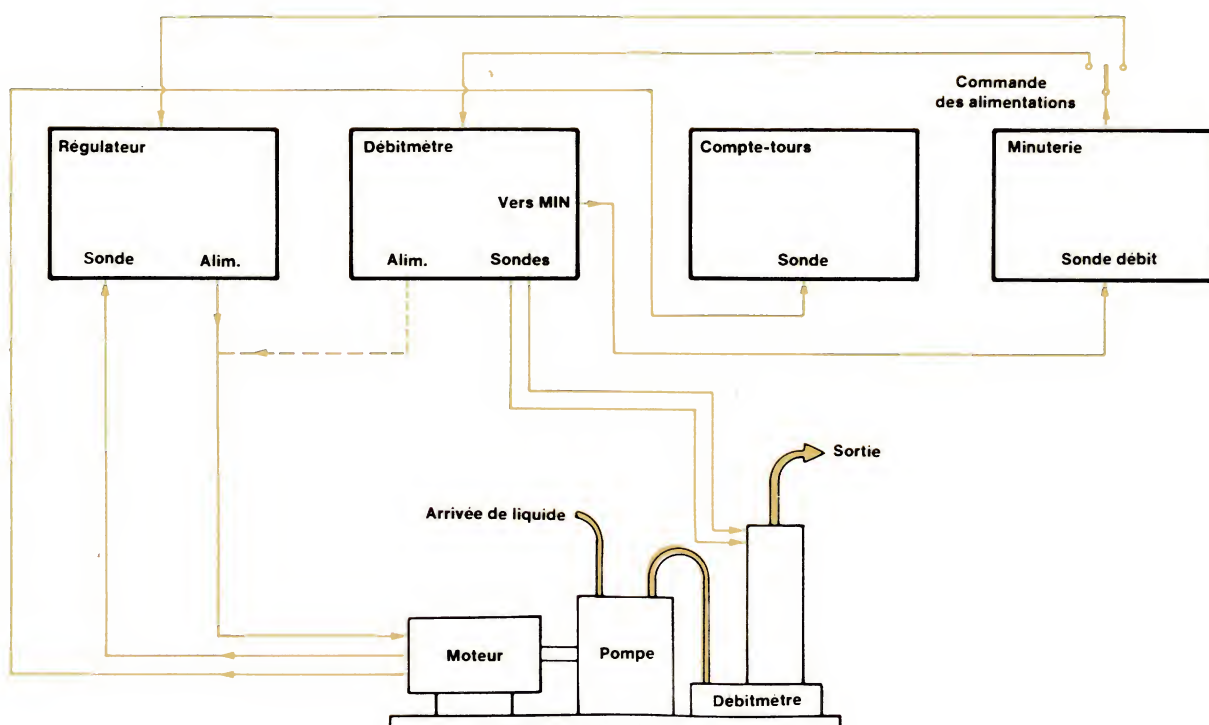 Commande
des alimentations
Régulateur
Débitmètre
Compte-tours
Minuterie
Vers MIN
Sonde
Alim.
Alim.
Sondes
Sonde
Sonde débit
Sortie
Arrivée de liquide
Moteur
Pompe
Débitmètre